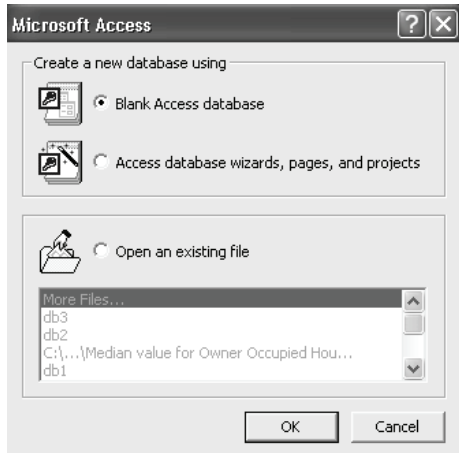 Microsoft Access
Create a new database using
Blank Access database
Access database wizards, pages, and projects
Open an existing file
More Files...
db3
db2
C:\...\Median value for Owner Occupied Hou...
db1
OK
Cancel